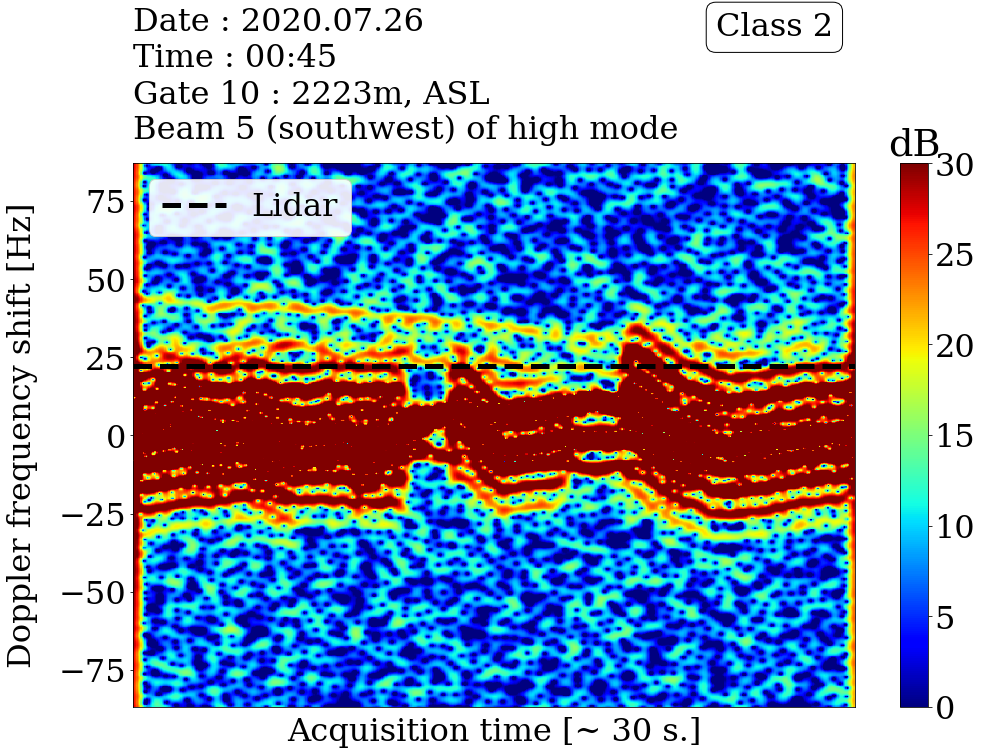 Date : 2020.07.26
Time : 00:45
Gate 10 : 2223m, ASL
Beam 5 (southwest) of high mode
Class 2
dB
Lidar
Doppler frequency shift [Hz]
75
50
25
0
−25
−50
−75
30
25
20
15
10
5
0
Acquisition time [~ 30 s.]